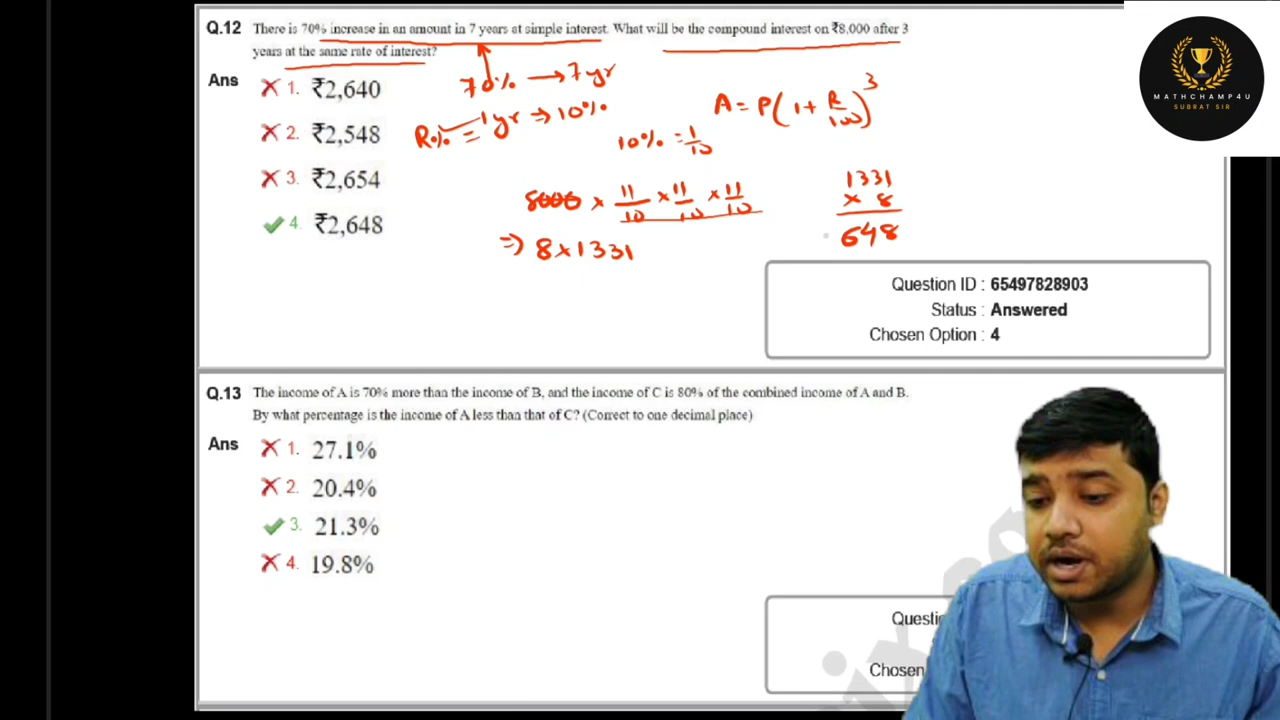 Q.12 There is 70% increase in an amount in 7 years at simple interest. What will be the compound interest on ₹8,000 after 3
years at the same rate of interest?
Ans 1. ₹2,640
2. ₹2,548
3. ₹2,654
4. ₹2,648
70% → 7 yr
R% = 1 yr ⇒ 10%
A = P(1 + R/100)³
10% = 1/10
8000 × 11/10 × 11/10 × 11/10
⇒ 8 × 1331
1331
× 8
648
MATHCHAMP4U
SUBRAT SIR
Question ID : 65497828903
Status : Answered
Chosen Option : 4
Q.13 The income of A is 70% more than the income of B, and the income of C is 80% of the combined income of A and B.
By what percentage is the income of A less than that of C? (Correct to one decimal place)
Ans 1. 27.1%
2. 20.4%
3. 21.3%
4. 19.8%
Chosen